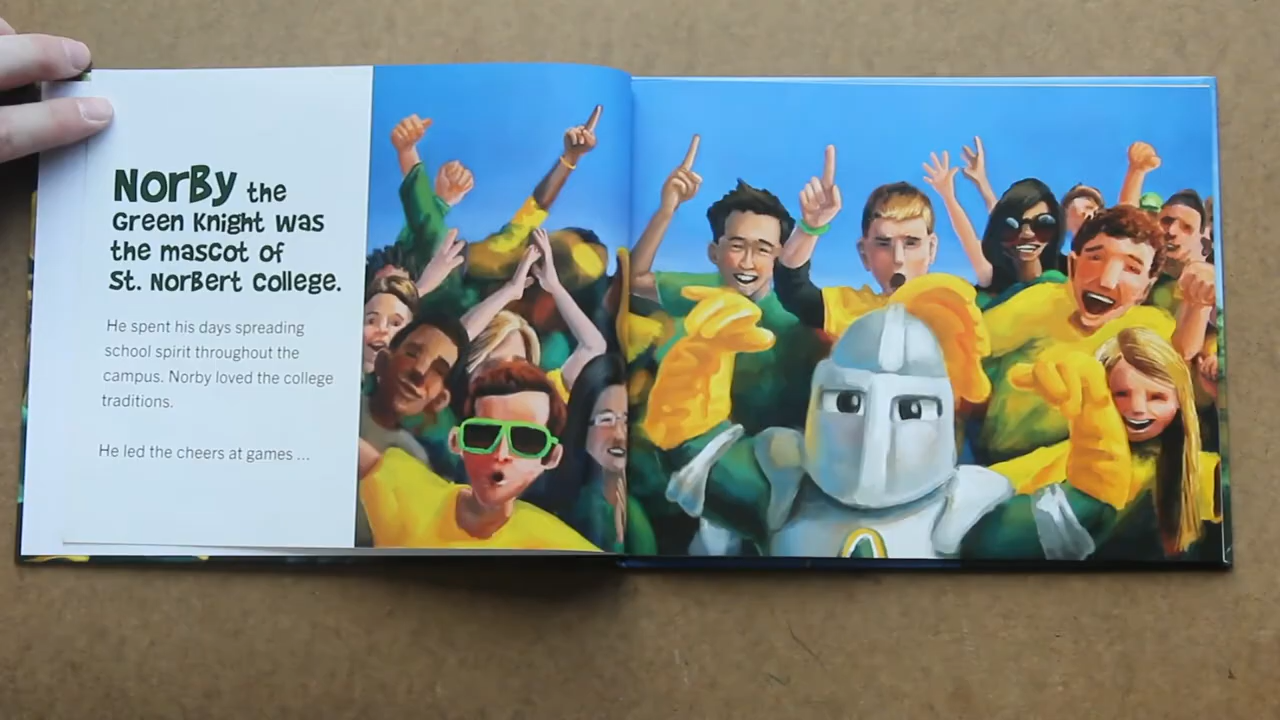 Norby the
Green Knight was
the mascot of
St. Norbert College.
He spent his days spreading
school spirit throughout the
campus. Norby loved the college
traditions.
He led the cheers at games ...